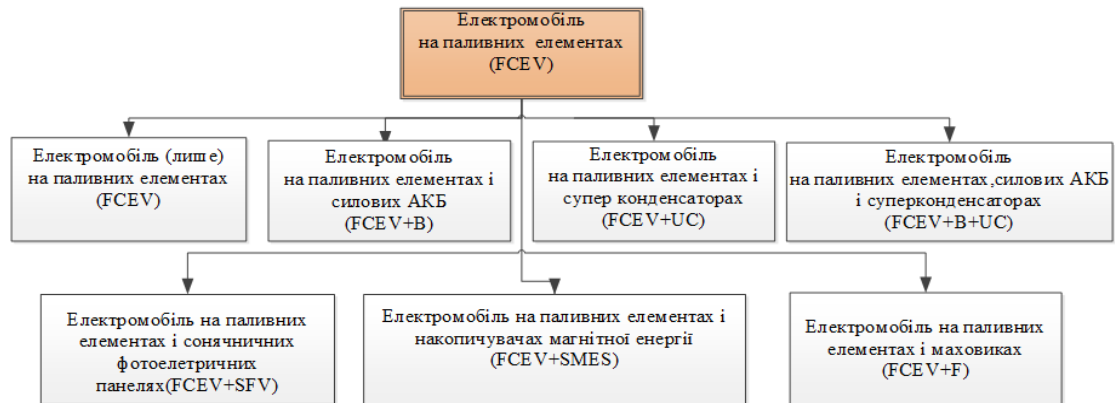 Електромобіль
на паливних елементах
(FCEV)
Електромобіль (лише)
на паливних елементах
(FCEV)
Електромобіль
на паливних елементах і
силових АКБ
(FCEV+B)
Електромобіль
на паливних елементах і
супер конденсаторах
(FCEV+UC)
Електромобіль
на паливних елементах,силових АКБ
і суперконденсаторах
(FCEV+B+UC)
Електромобіль на паливних
елементах і сонячничних
фотоелетричних
панелях(FCEV+SFV)
Електромобіль на паливних елементах і
накопичувачах магнітної енергії
(FCEV+SMES)
Електромобіль на паливних
елементах і маховиках
(FCEV+F)